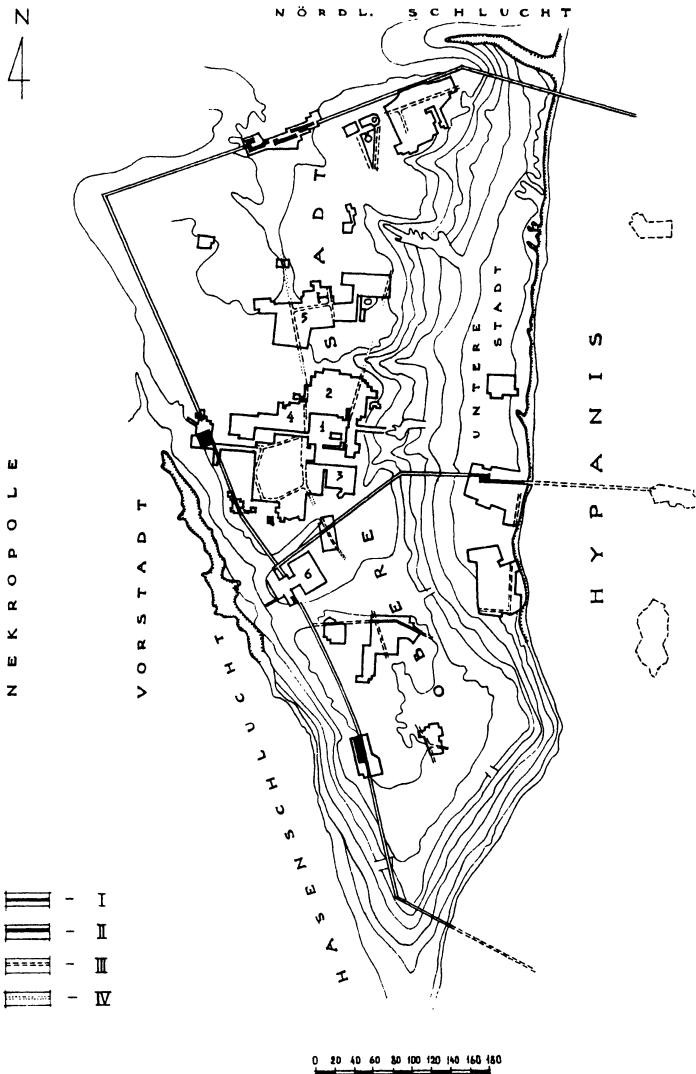 N
NÖRDL. SCHLUCHT
OBERE STADT
UNTERE
STADT
HYPANIS
NEKROPOLE
VORSTADT
HASENSCHLUCHT
5
2
4
1
3
6
- I
- II
- III
- IV
0 20 40 60 80 100 120 140 160 180